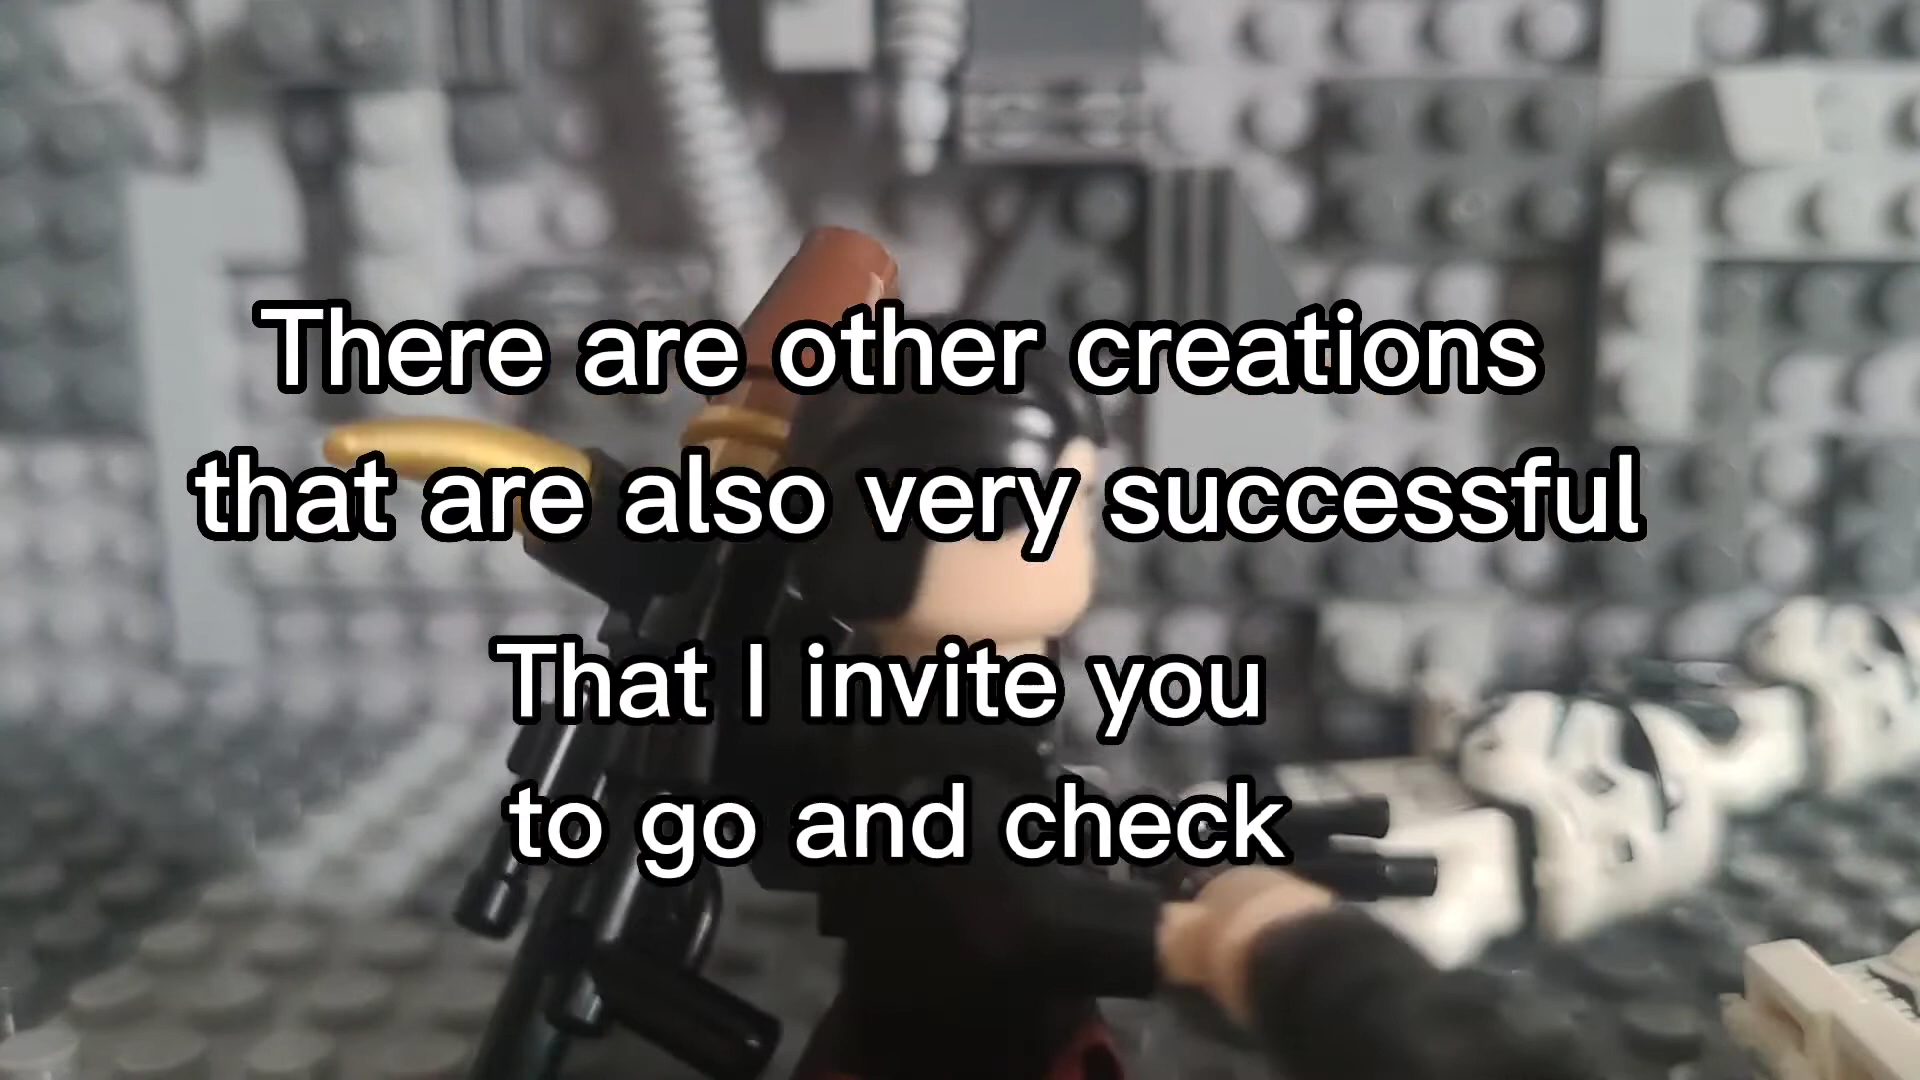 There are other creations
that are also very successful
That I invite you
to go and check